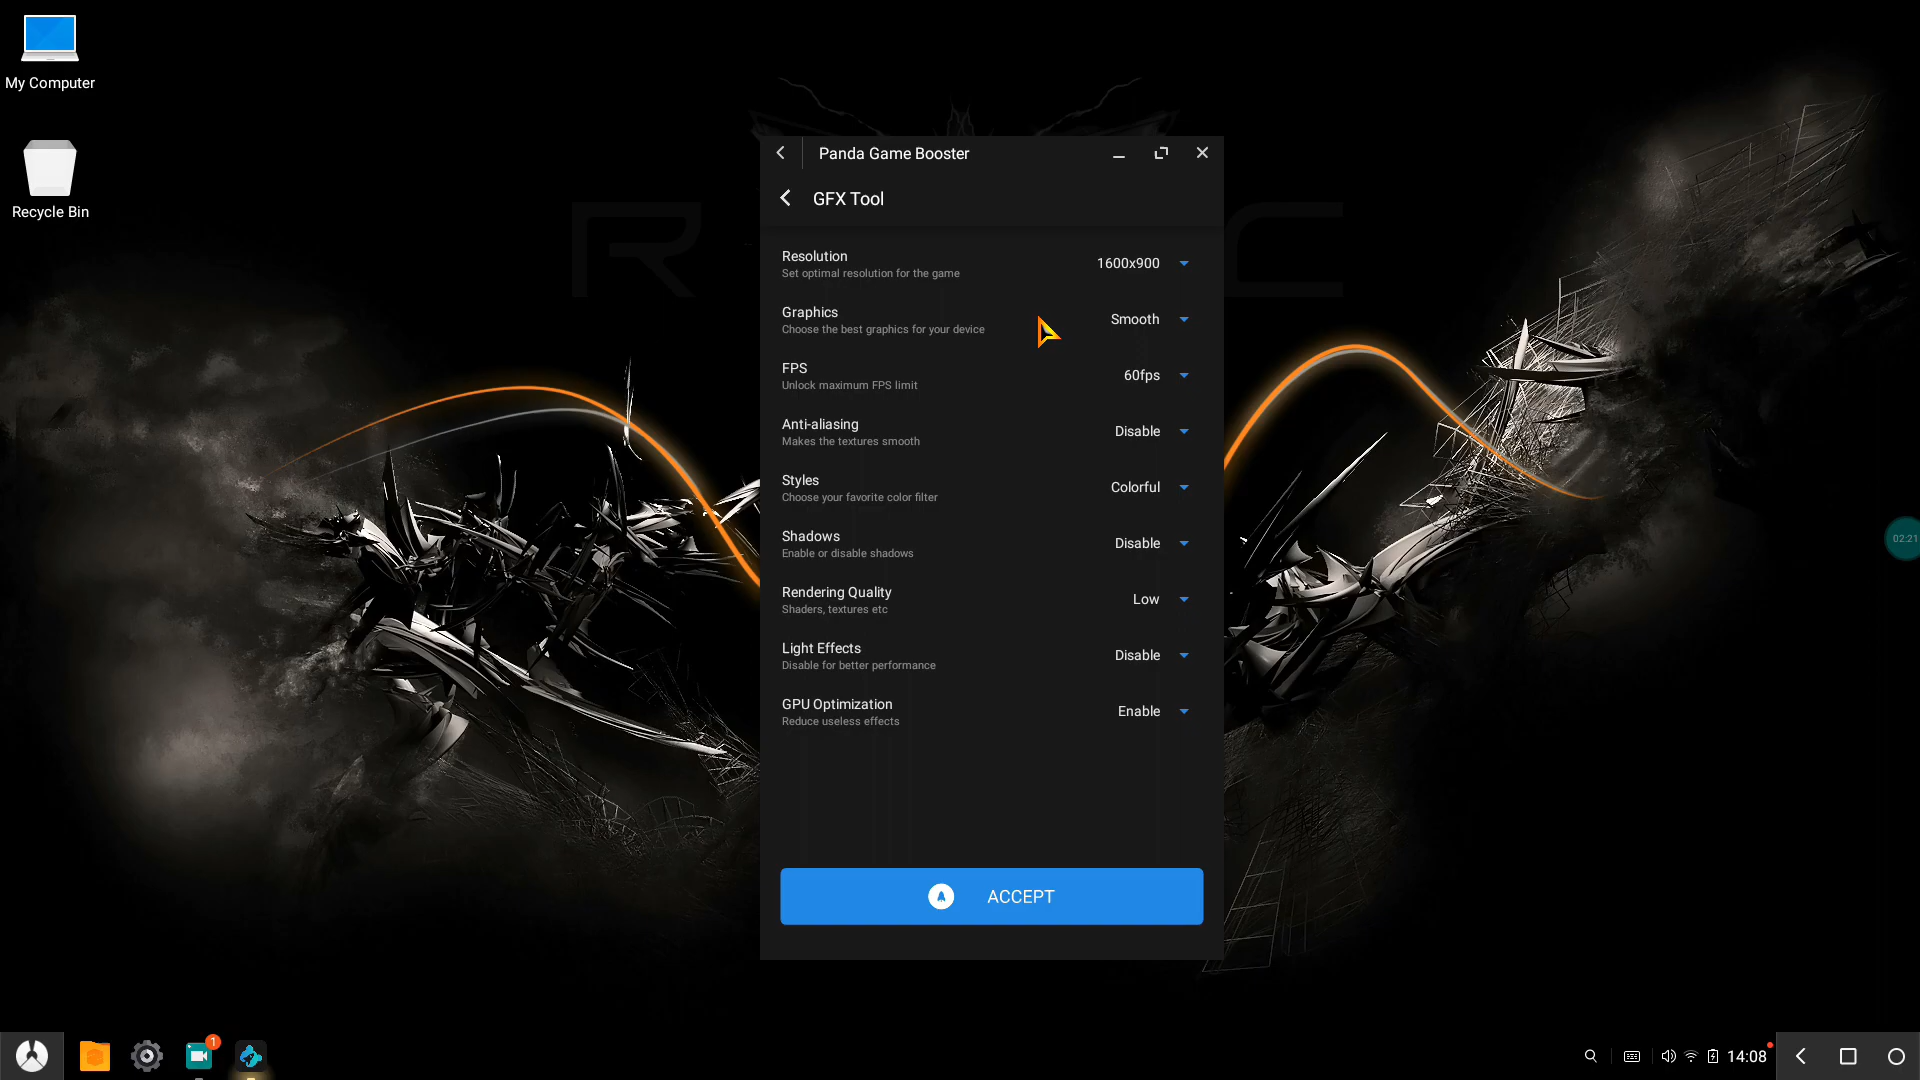 My Computer
Recycle Bin
Panda Game Booster
GFX Tool
Resolution
Set optimal resolution for the game
1600x900
Graphics
Choose the best graphics for your device
Smooth
FPS
Unlock maximum FPS limit
60fps
Anti-aliasing
Makes the textures smooth
Disable
Styles
Choose your favorite color filter
Colorful
Shadows
Enable or disable shadows
Disable
Rendering Quality
Shaders, textures etc
Low
Light Effects
Disable for better performance
Disable
GPU Optimization
Reduce useless effects
Enable
ACCEPT
02:21
1
14:08